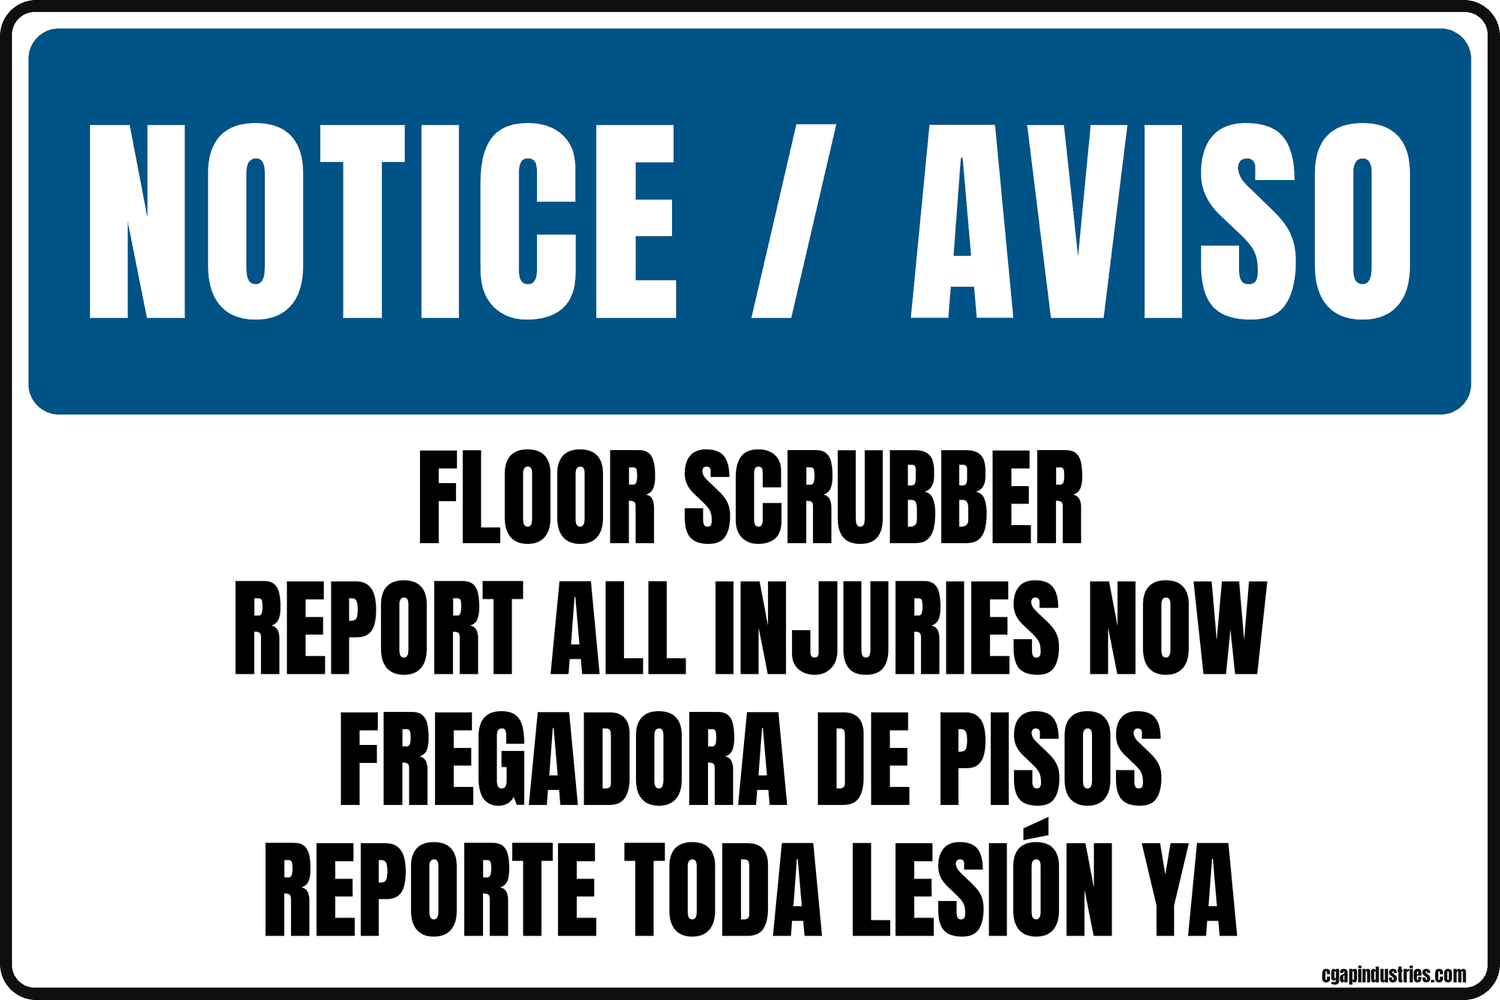 NOTICE / AVISO
FLOOR SCRUBBER
REPORT ALL INJURIES NOW
FREGADORA DE PISOS
REPORTE TODA LESIÓN YA
cgapindustries.com